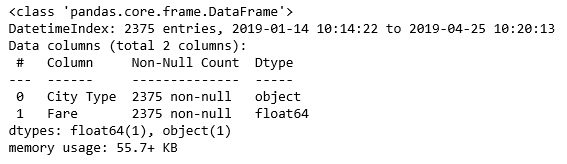 <class 'pandas.core.frame.DataFrame'>
DatetimeIndex: 2375 entries, 2019-01-14 10:14:22 to 2019-04-25 10:20:13
Data columns (total 2 columns):
 #   Column     Non-Null Count  Dtype
---  ------     --------------  -----
 0   City Type  2375 non-null   object
 1   Fare       2375 non-null   float64
dtypes: float64(1), object(1)
memory usage: 55.7+ KB